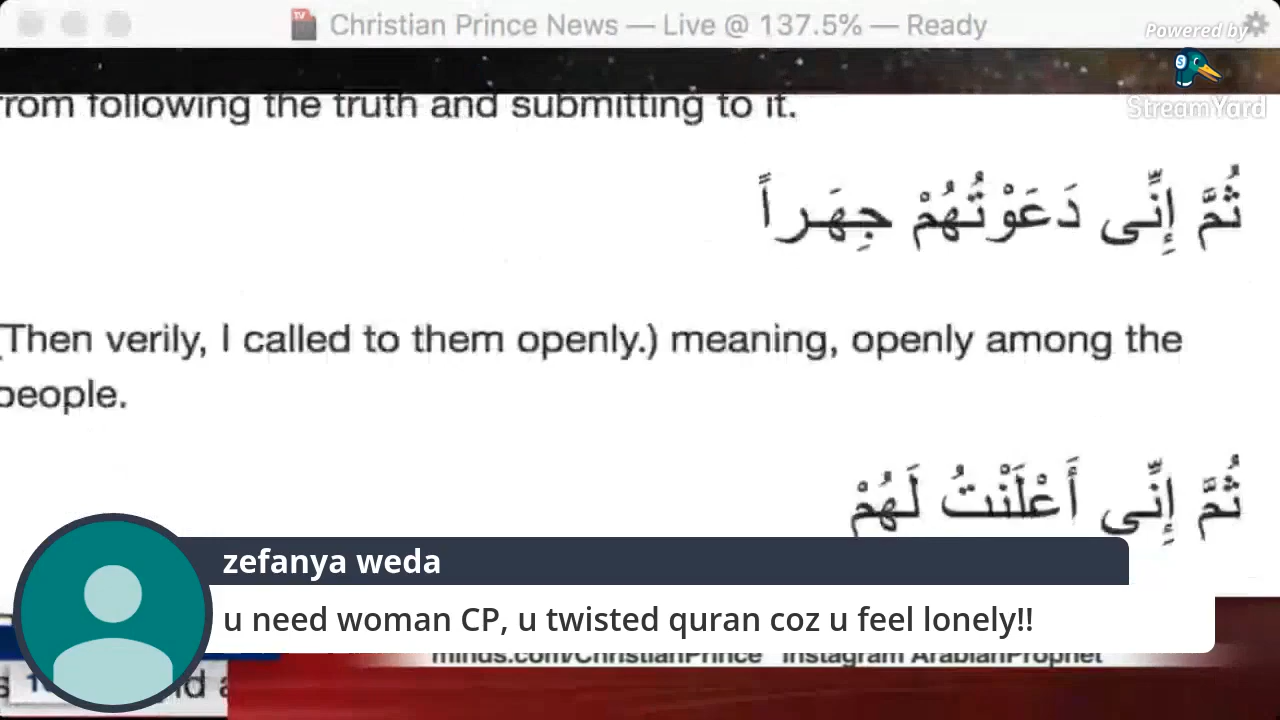 Christian Prince News — Live @ 137.5% — Ready
Powered by
StreamYard
from following the truth and submitting to it.
ثُمَّ إِنِّى دَعَوْتُهُمْ جِهَـراً
(Then verily, I called to them openly.) meaning, openly among the
people.
ثُمَّ إِنِّى أَعْلَنْتُ لَهُمْ
zefanya weda
u need woman CP, u twisted quran coz u feel lonely!!
minds.com/ChristianPrince Instagram ArabianProphet